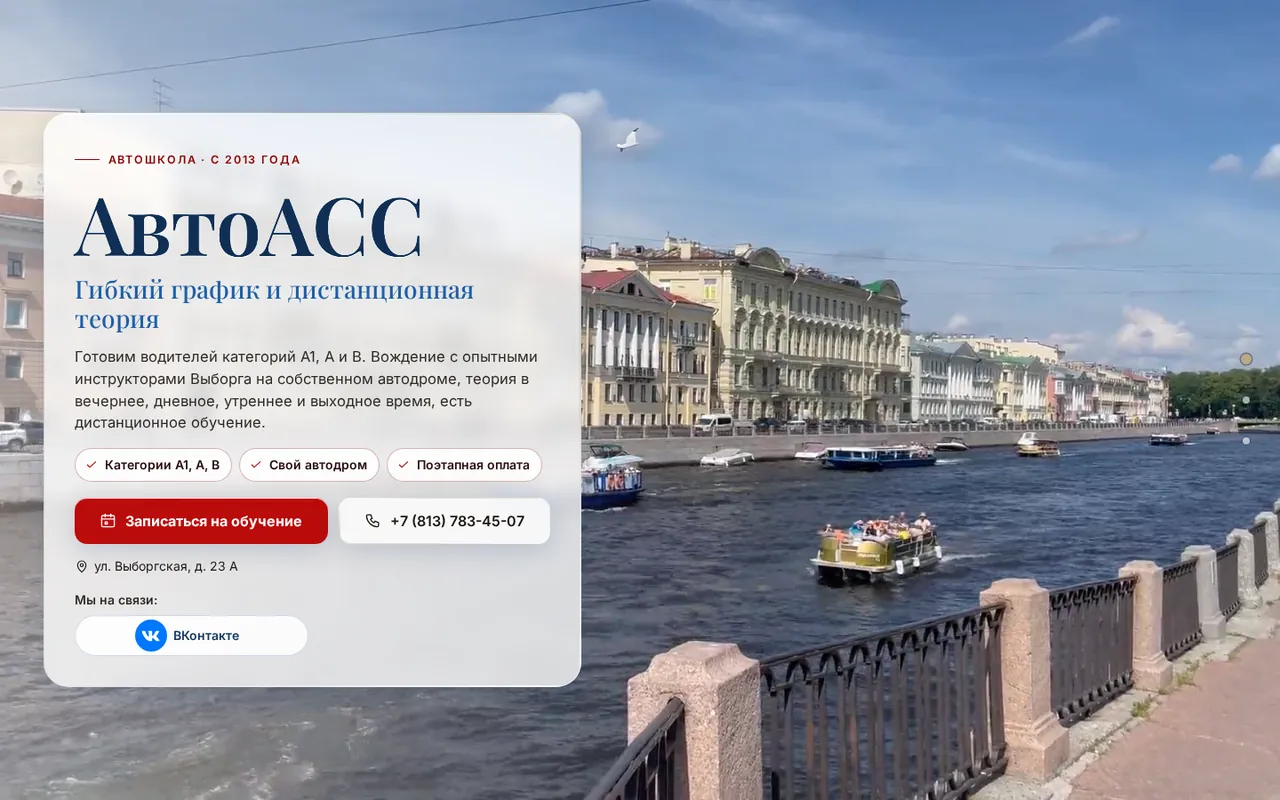 АВТОШКОЛА · С 2013 ГОДА
АвтоАСС
Гибкий график и дистанционная
теория
Готовим водителей категорий А1, А и В. Вождение с опытными
инструкторами Выборга на собственном автодроме, теория в
вечернее, дневное, утреннее и выходное время, есть
дистанционное обучение.
Категории А1, А, В
Свой автодром
Поэтапная оплата
Записаться на обучение
+7 (813) 783-45-07
ул. Выборгская, д. 23 А
Мы на связи:
ВКонтакте